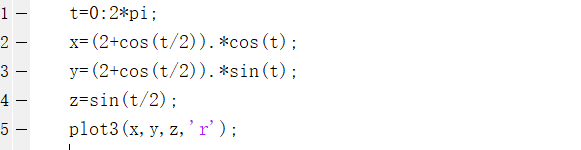 1 — t=0:2*pi;
2 — x=(2+cos(t/2)).*cos(t);
3 — y=(2+cos(t/2)).*sin(t);
4 — z=sin(t/2);
5 — plot3(x,y,z,'r');